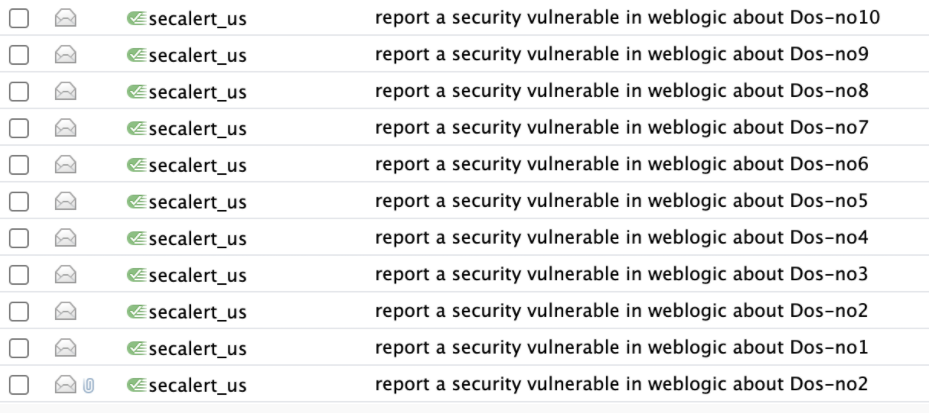 secalert_us report a security vulnerable in weblogic about Dos-no10
secalert_us report a security vulnerable in weblogic about Dos-no9
secalert_us report a security vulnerable in weblogic about Dos-no8
secalert_us report a security vulnerable in weblogic about Dos-no7
secalert_us report a security vulnerable in weblogic about Dos-no6
secalert_us report a security vulnerable in weblogic about Dos-no5
secalert_us report a security vulnerable in weblogic about Dos-no4
secalert_us report a security vulnerable in weblogic about Dos-no3
secalert_us report a security vulnerable in weblogic about Dos-no2
secalert_us report a security vulnerable in weblogic about Dos-no1
secalert_us report a security vulnerable in weblogic about Dos-no2